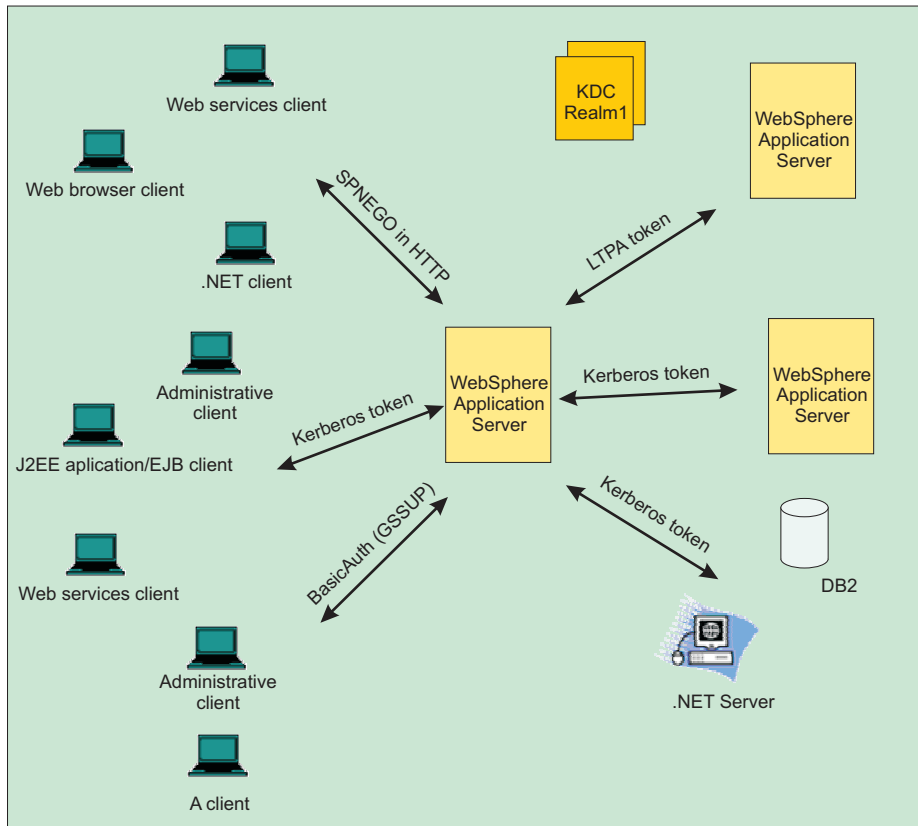 Web services client
KDC
Realm1
WebSphere
Application
Server
Web browser client
SPNEGO in HTTP
LTPA token
.NET client
Administrative
client
WebSphere
Application
Server
Kerberos token
WebSphere
Application
Server
Kerberos token
J2EE aplication/EJB client
Kerberos token
BasicAuth (GSSUP)
Web services client
DB2
Administrative
client
.NET Server
A client